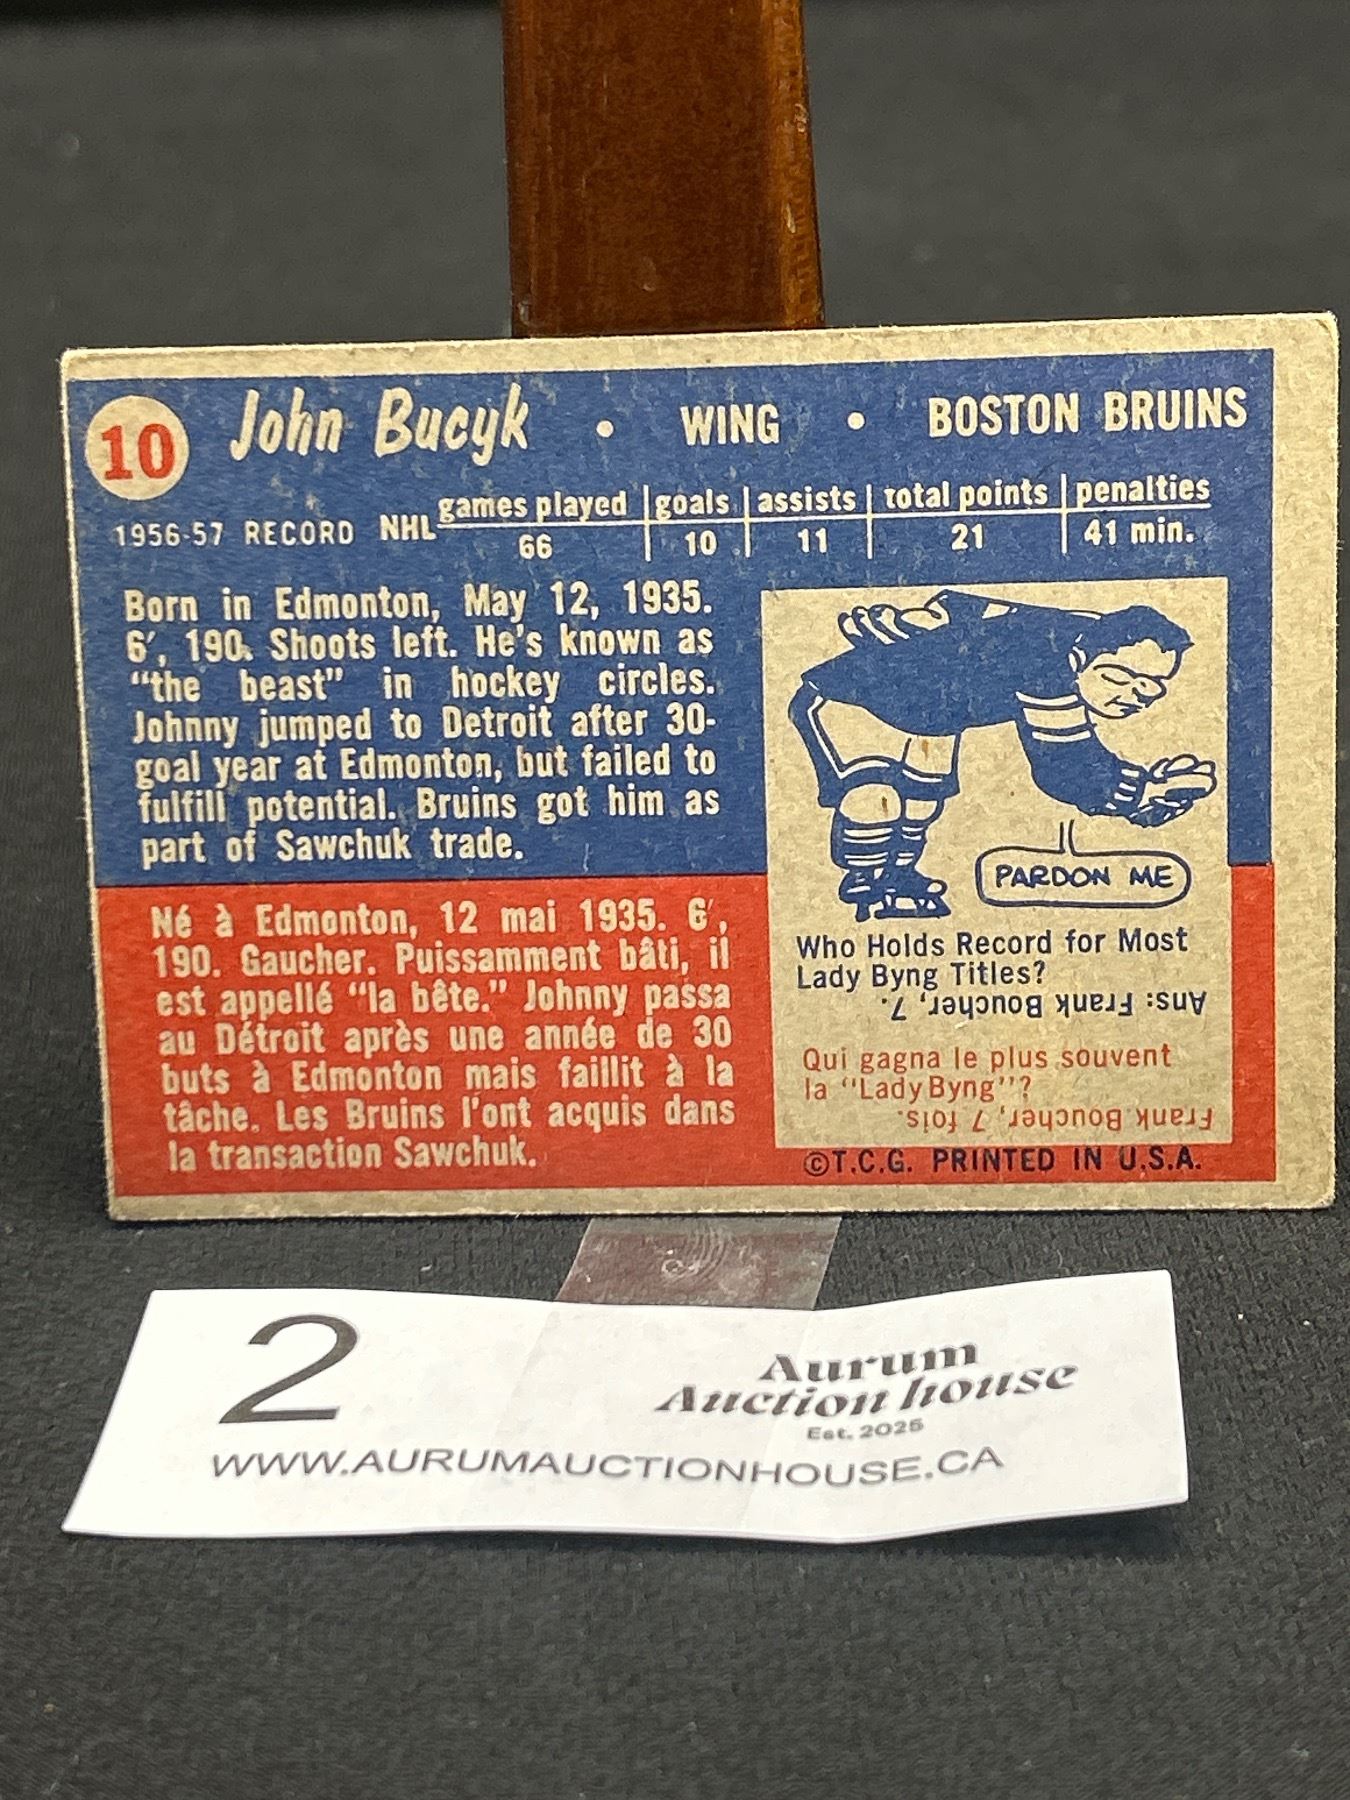 10 John Bucyk • WING • BOSTON BRUINS
games played goals assists total points penalties
1956-57 RECORD NHL 66 10 11 21 41 min.
Born in Edmonton, May 12, 1935.
6', 190. Shoots left. He's known as
"the beast" in hockey circles.
Johnny jumped to Detroit after 30-
goal year at Edmonton, but failed to
fulfill potential. Bruins got him as
part of Sawchuk trade.
Né à Edmonton, 12 mai 1935. 6',
190. Gaucher. Puissamment bâti, il
est appellé "la bête." Johnny passa
au Détroit après une année de 30
buts à Edmonton mais faillit à la
tâche. Les Bruins l'ont acquis dans
la transaction Sawchuk.
PARDON ME
Who Holds Record for Most
Lady Byng Titles?
Ans: Frank Boucher, 7.
Qui gagna le plus souvent
la "Lady Byng"?
Frank Boucher, 7 fois.
©T.C.G. PRINTED IN U.S.A.
2
Aurum
Auction house
Est. 2025
WWW.AURUMAUCTIONHOUSE.CA